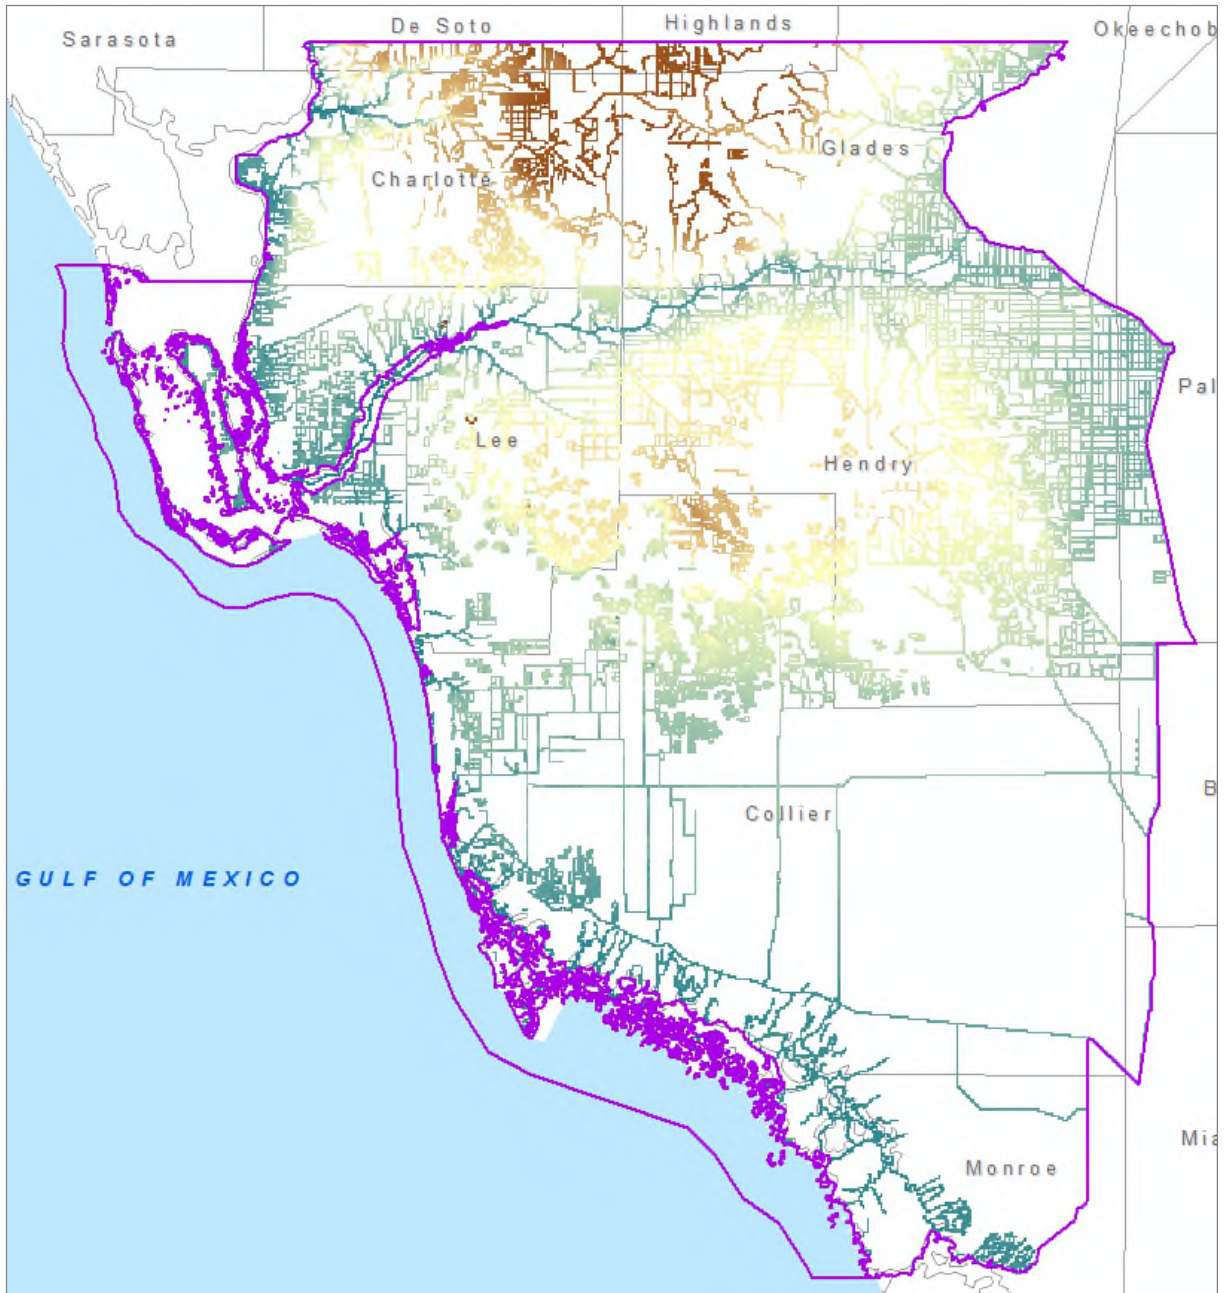 De Soto
Highlands
Okeechob
Sarasota
Glades
Charlotte
Pal
Lee
Hendry
B
Collier
GULF OF MEXICO
Mia
Monroe